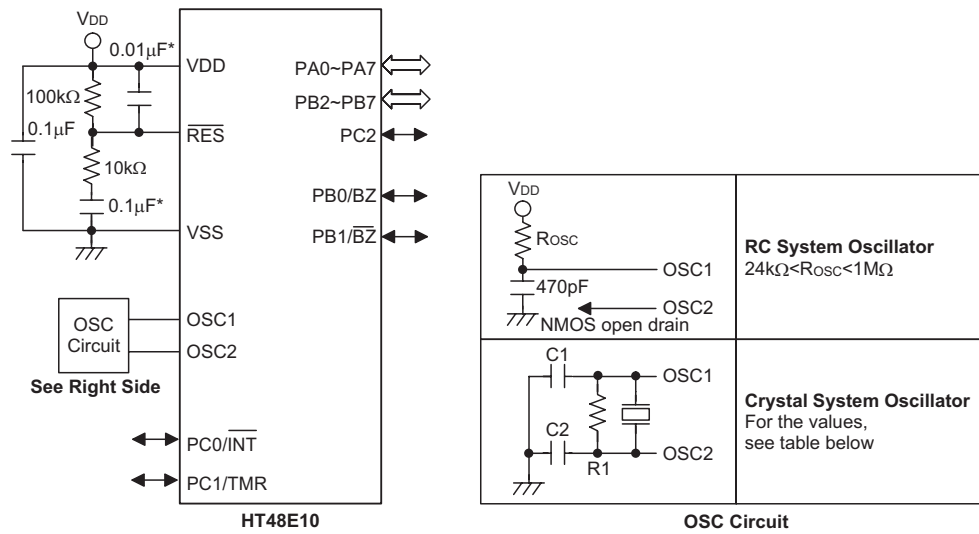 VDD
0.01μF*
100kΩ
0.1μF
10kΩ
0.1μF*
VDD
RES
VSS
OSC1
OSC2
PC0/INT
PC1/TMR
PA0~PA7
PB2~PB7
PC2
PB0/BZ
PB1/BZ
OSC
Circuit
See Right Side
HT48E10
VDD
ROSC
470pF
OSC1
OSC2
NMOS open drain
RC System Oscillator
24kΩ<ROSC<1MΩ
C1
C2
R1
OSC1
OSC2
Crystal System Oscillator
For the values,
see table below
OSC Circuit